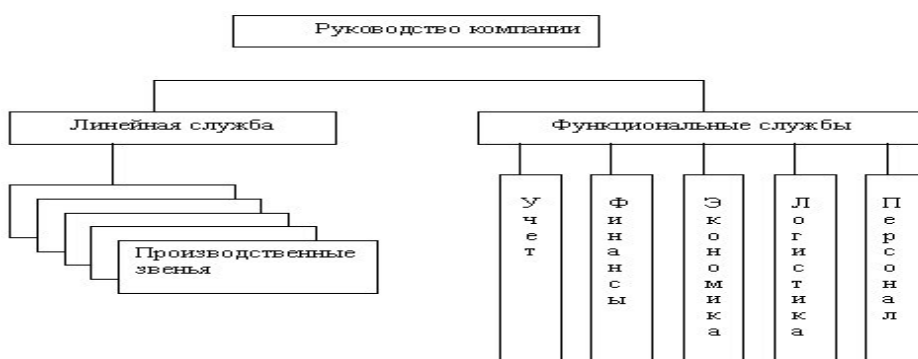 Руководство компании
Линейная служба
Функциональные службы
Производственные
звенья
Учет
Финансы
Экономика
Логистика
Персонал